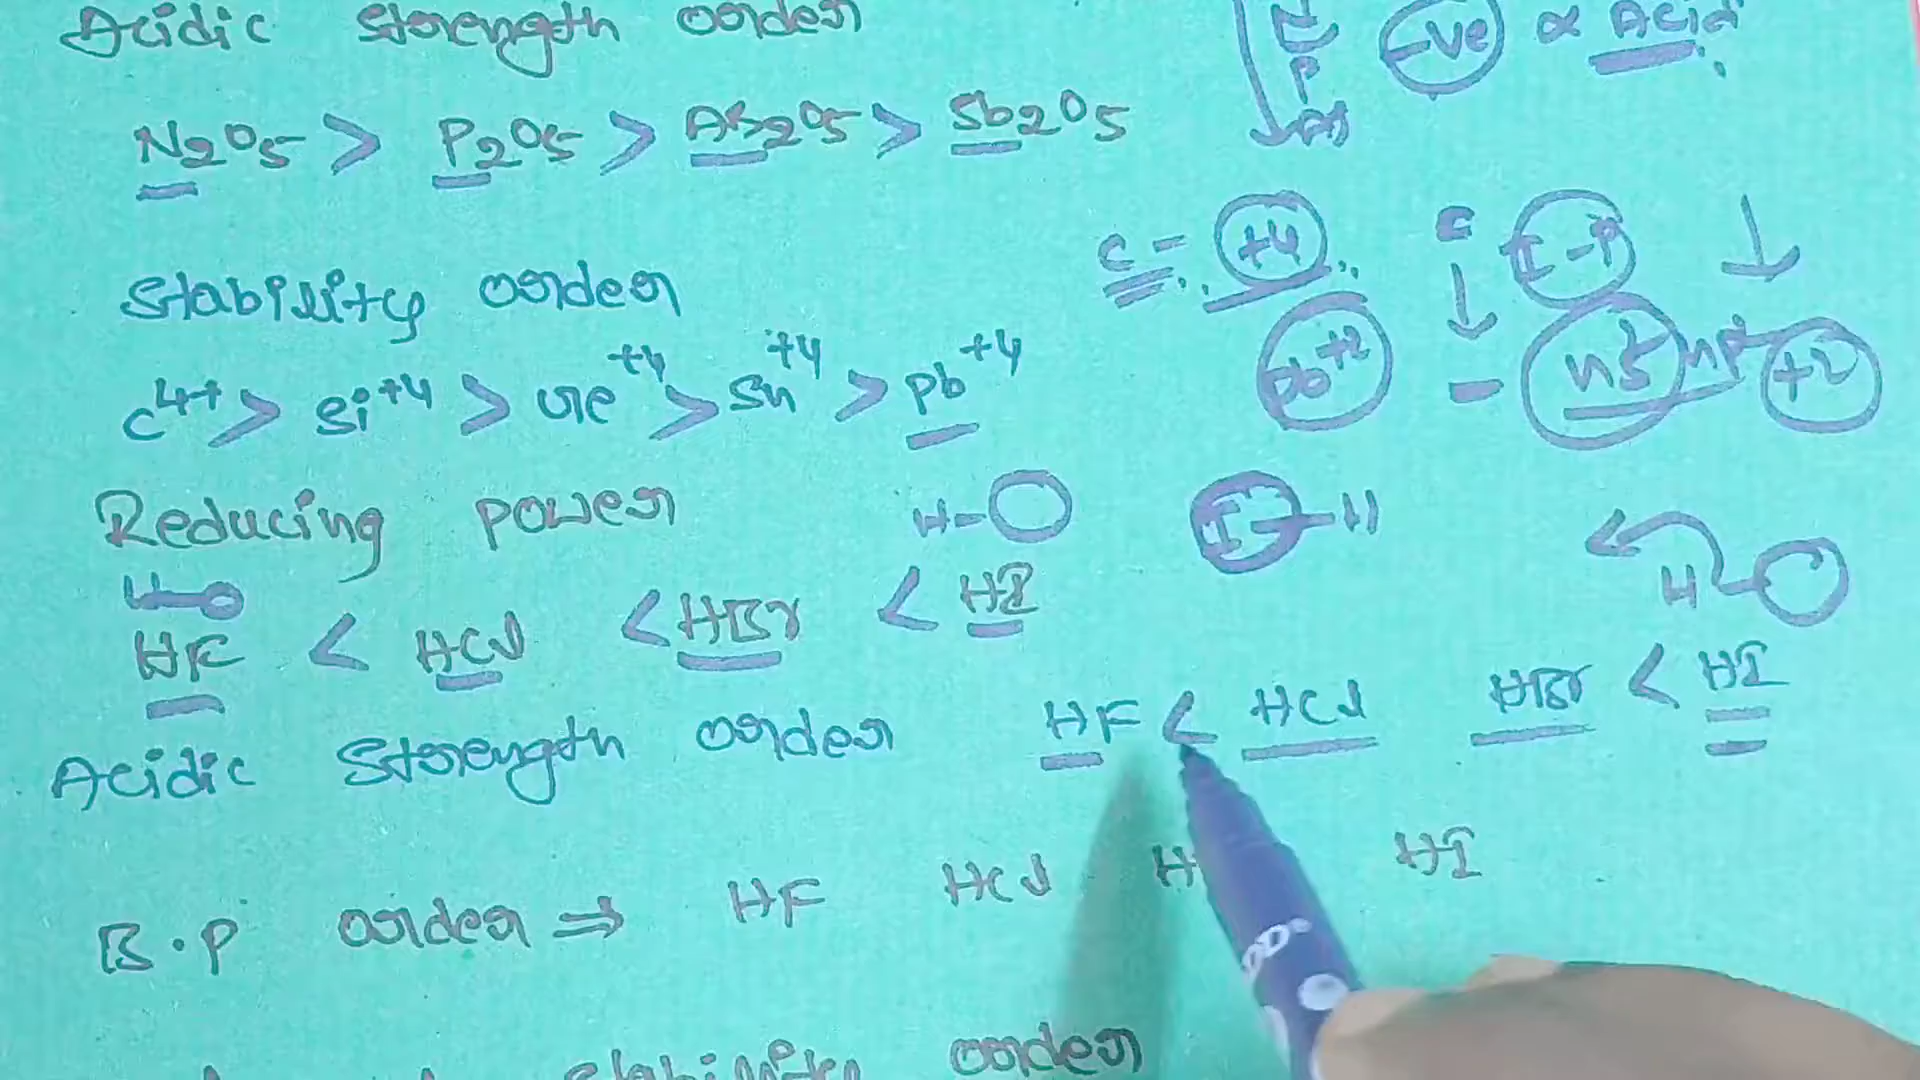 Acidic strength order
-ve ∝ Acid
N P As
N2O5 > P2O5 > As2O5 > Sb2O5
C - +4
C I-P
Stability order
Pb+2 - ns2 np2 +2
C4+ > Si+4 > Ge+4 > Sn+4 > Pb+4
Reducing power
H- I-H
H
HF < HCl < HBr < HI
Acidic strength order HF < HCl HBr < HI
B.P order ⇒ HF HCl H HI
stability order